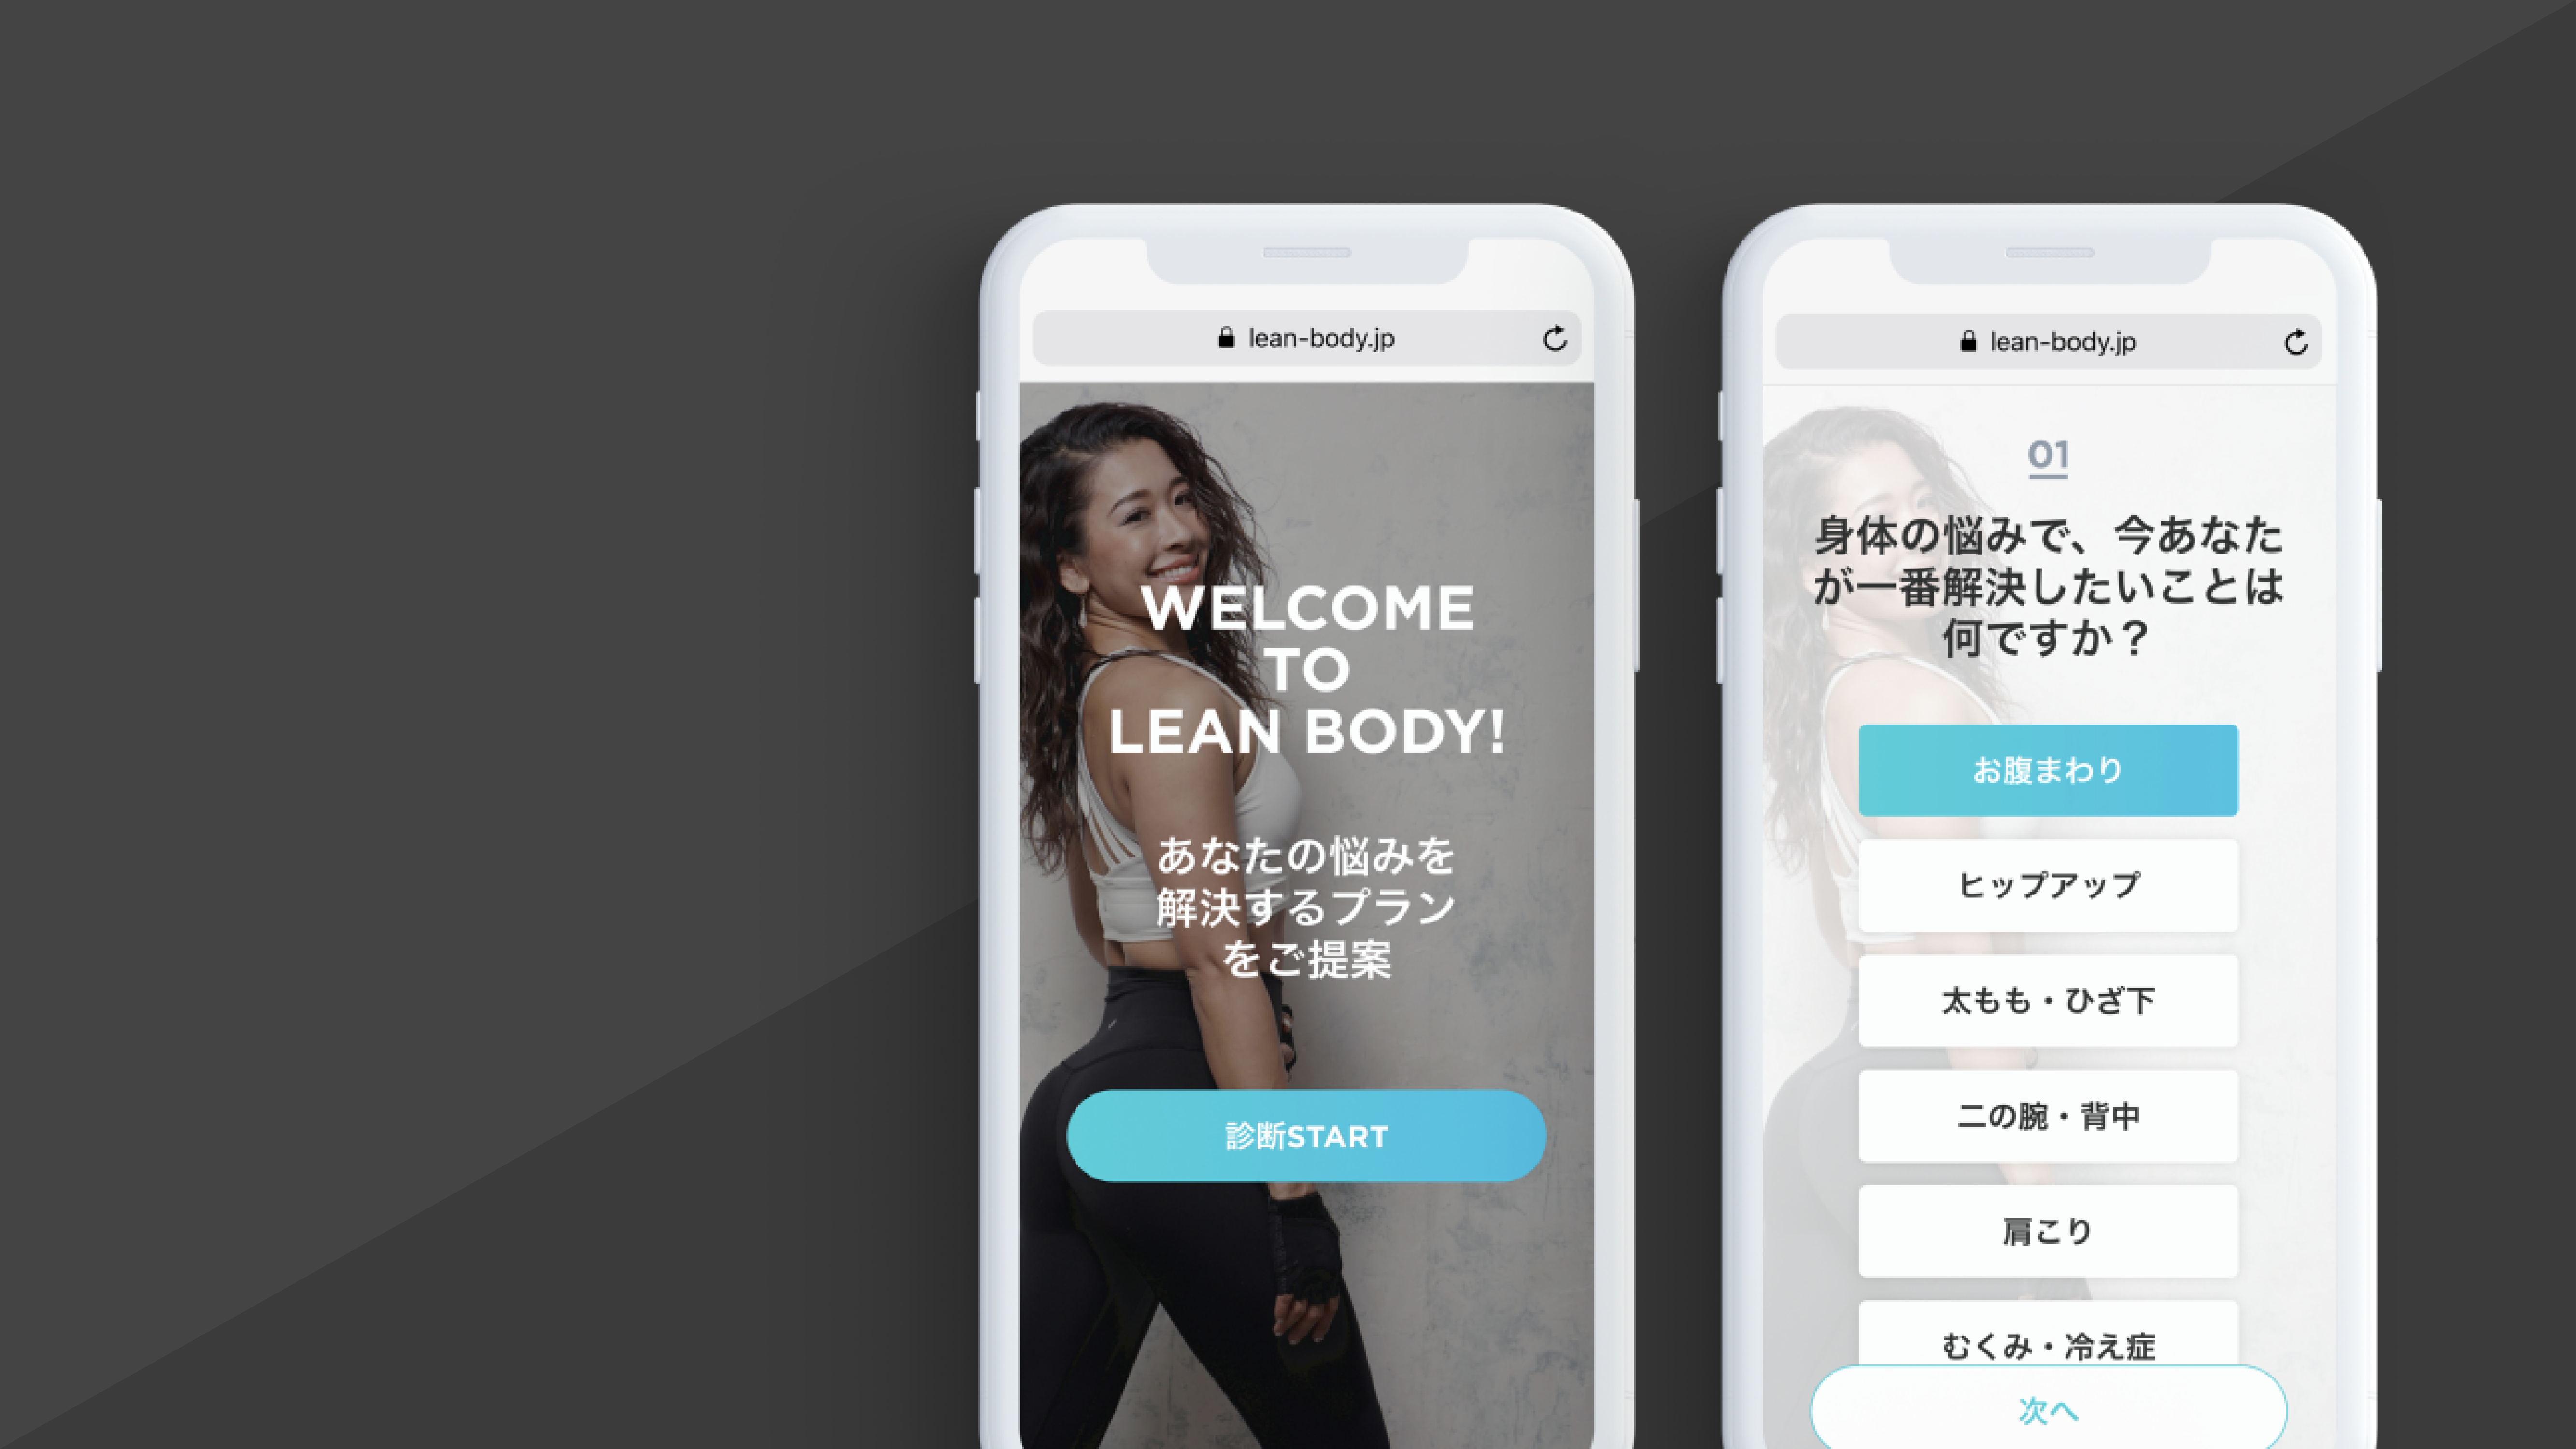 lean-body.jp
WELCOME
TO
LEAN BODY!
あなたの悩みを
解決するプラン
をご提案
診断START
lean-body.jp
01
身体の悩みで、今あなた
が一番解決したいことは
何ですか？
お腹まわり
ヒップアップ
太もも・ひざ下
二の腕・背中
肩こり
むくみ・冷え症
次へ